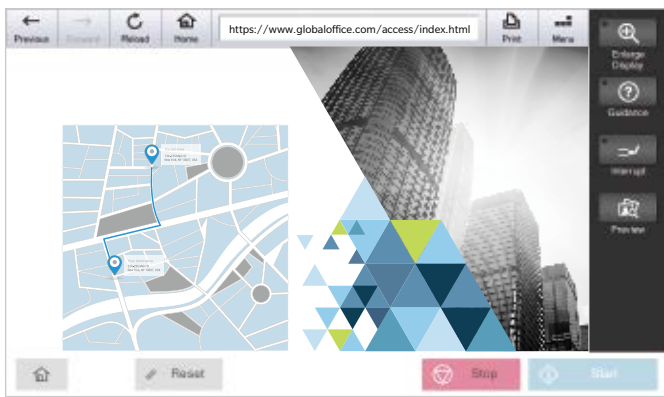 Previous
Forward
Reload
Home
https://www.globaloffice.com/access/index.html
Print
Menu
Enlarge
Display
Guidance
Interrupt
Preview
Reset
Stop
Start